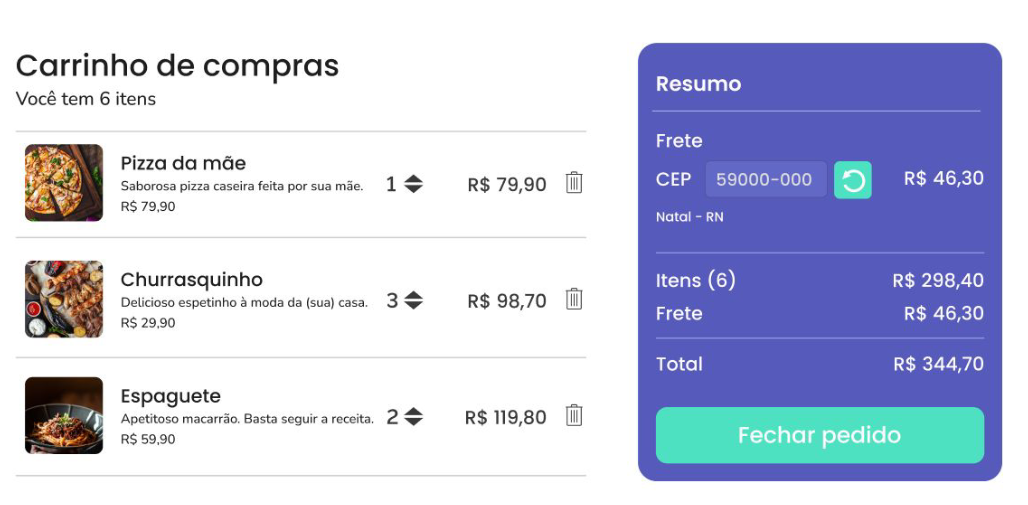 Carrinho de compras
Você tem 6 itens
Pizza da mãe
Saborosa pizza caseira feita por sua mãe.
R$ 79,90
1
R$ 79,90
Churrasquinho
Delicioso espetinho à moda da (sua) casa.
R$ 29,90
3
R$ 98,70
Espaguete
Apetitoso macarrão. Basta seguir a receita.
R$ 59,90
2
R$ 119,80
Resumo
Frete
CEP 59000-000 R$ 46,30
Natal - RN
Itens (6) R$ 298,40
Frete R$ 46,30
Total R$ 344,70
Fechar pedido